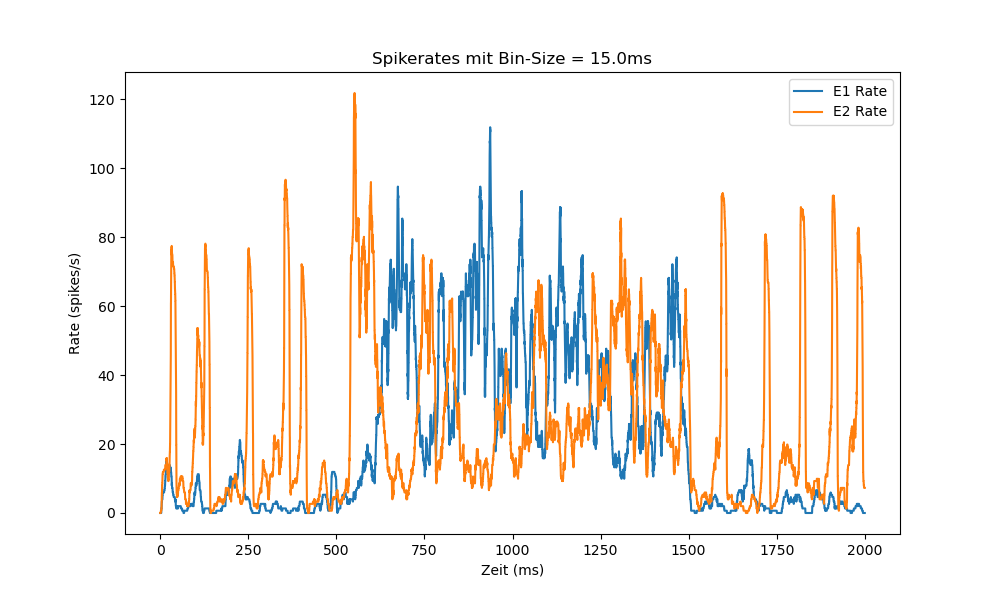 Spikerates mit Bin-Size = 15.0ms
E1 Rate
E2 Rate
120
100
80
60
40
20
0
Rate (spikes/s)
0 250 500 750 1000 1250 1500 1750 2000
Zeit (ms)